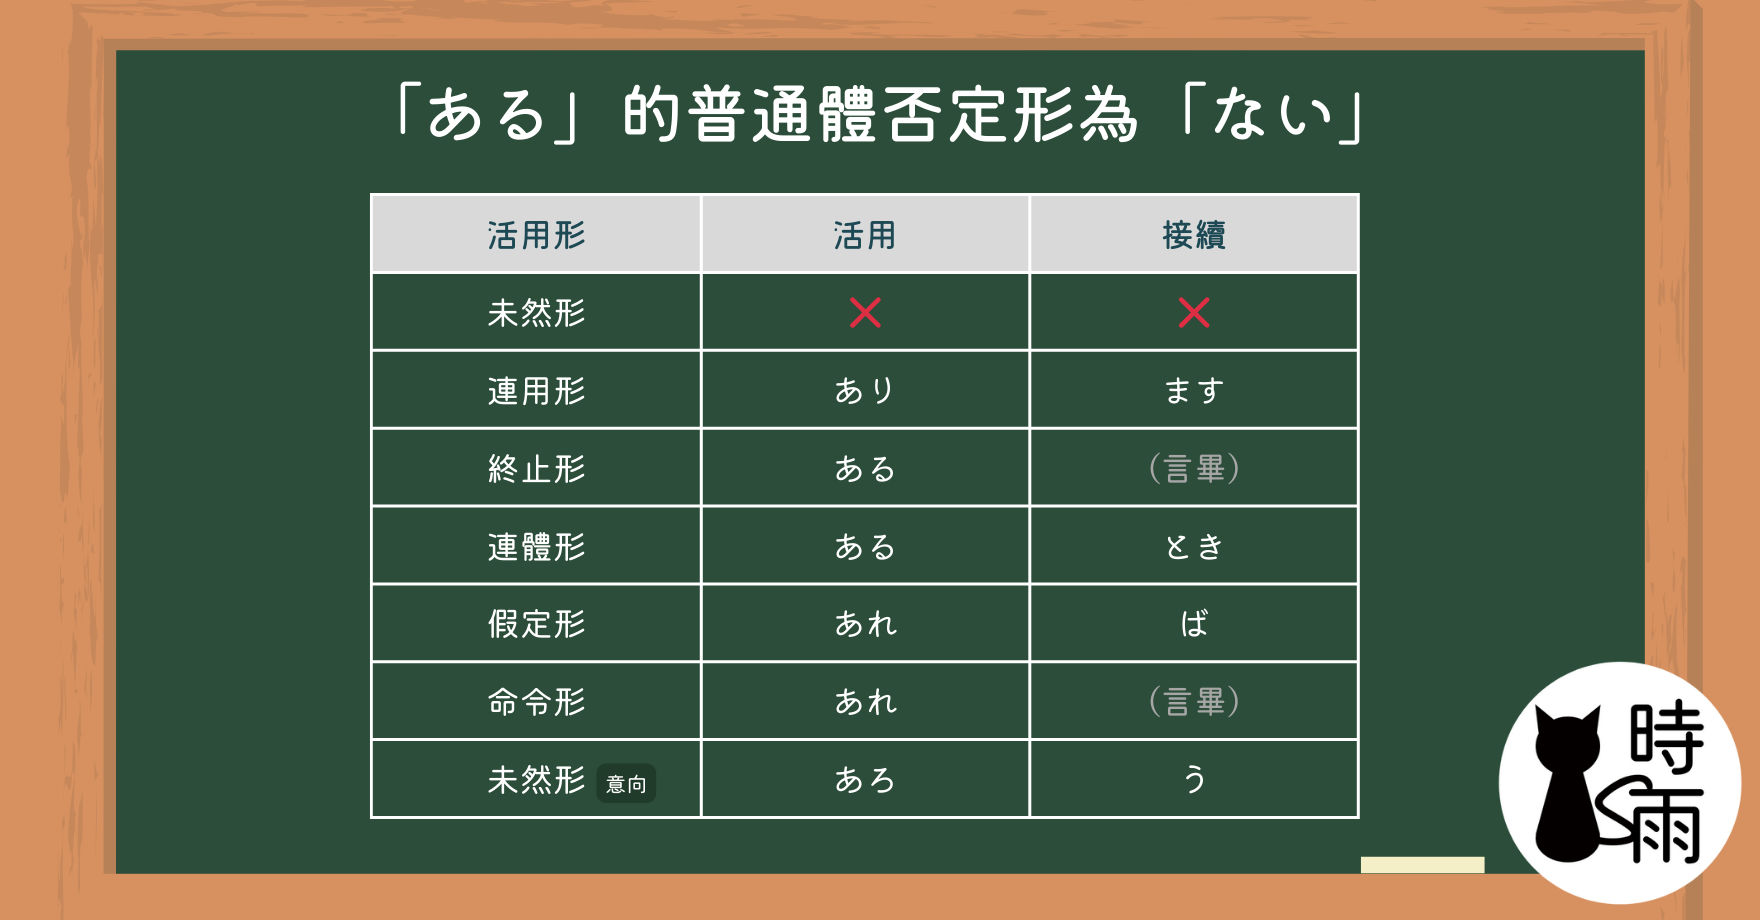 「ある」的普通體否定形為「ない」
活用形 活用 接續
未然形 ✕ ✕
連用形 あり ます
終止形 ある （言畢）
連體形 ある とき
假定形 あれ ば
命令形 あれ （言畢）
未然形 意向 あろ う
時雨